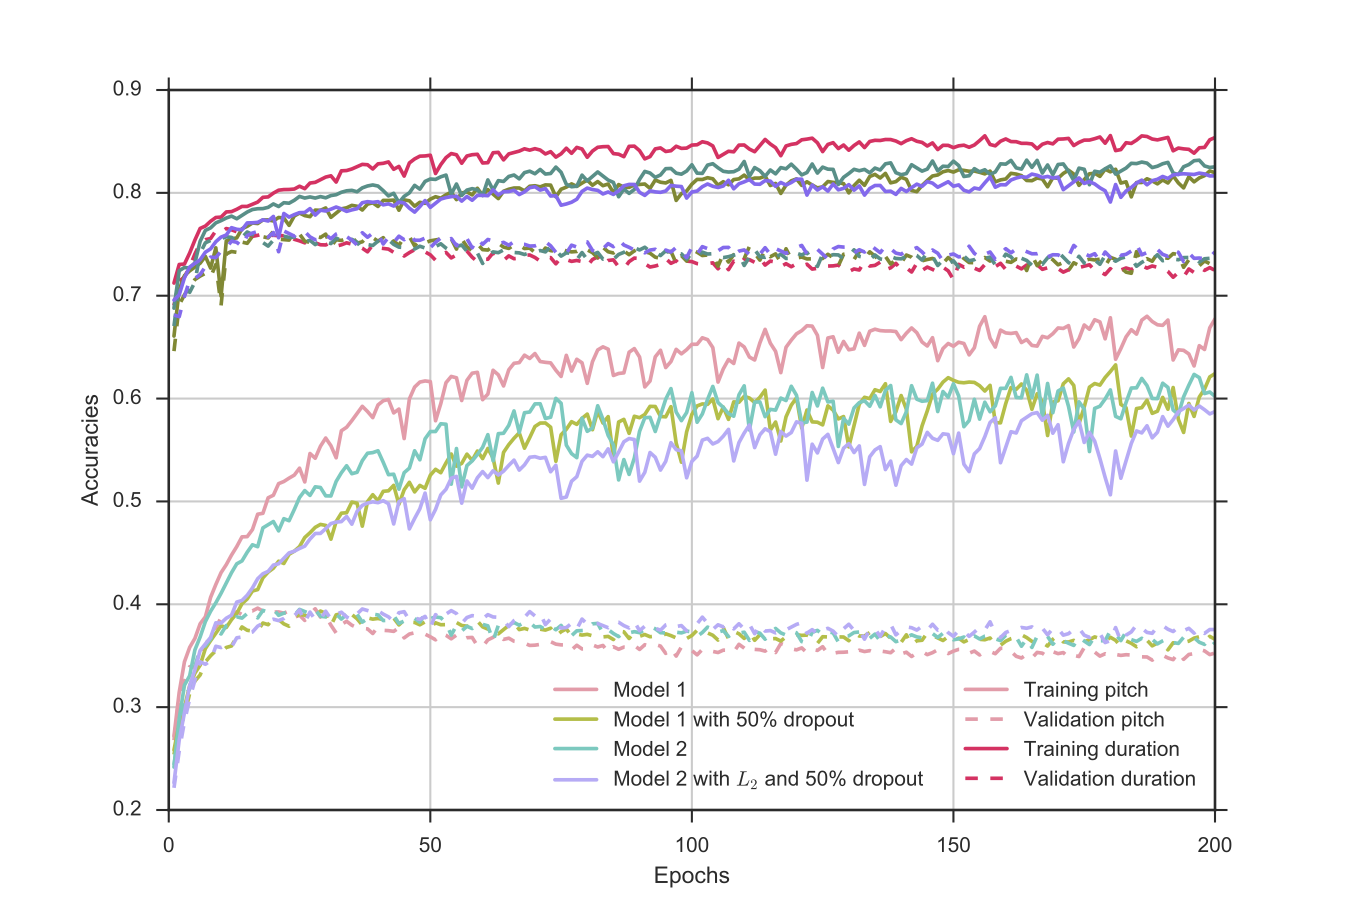 0.9
0.8
0.7
0.6
0.5
0.4
0.3
0.2
Accuracies
Model 1
Model 1 with 50% dropout
Model 2
Model 2 with L₂ and 50% dropout
Training pitch
Validation pitch
Training duration
Validation duration
0 50 100 150 200
Epochs